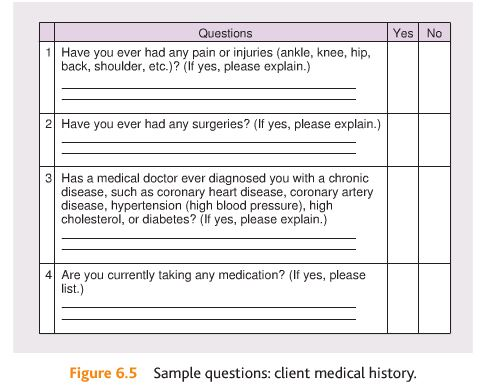 Questions Yes No
1 Have you ever had any pain or injuries (ankle, knee, hip,
back, shoulder, etc.)? (If yes, please explain.)
2 Have you ever had any surgeries? (If yes, please explain.)
3 Has a medical doctor ever diagnosed you with a chronic
disease, such as coronary heart disease, coronary artery
disease, hypertension (high blood pressure), high
cholesterol, or diabetes? (If yes, please explain.)
4 Are you currently taking any medication? (If yes, please
list.)
Figure 6.5 Sample questions: client medical history.